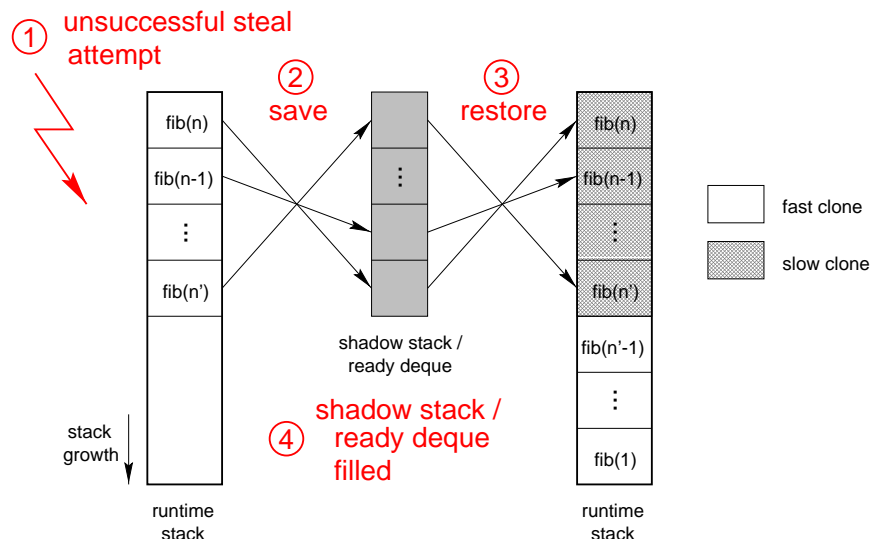 1 unsuccessful steal
attempt
2
save
3
restore
fib(n)
fib(n-1)
⋮
fib(n')
stack
growth
runtime
stack
⋮
shadow stack /
ready deque
4 shadow stack /
ready deque
filled
fib(n)
fib(n-1)
⋮
fib(n')
fib(n'-1)
⋮
fib(1)
runtime
stack
fast clone
slow clone